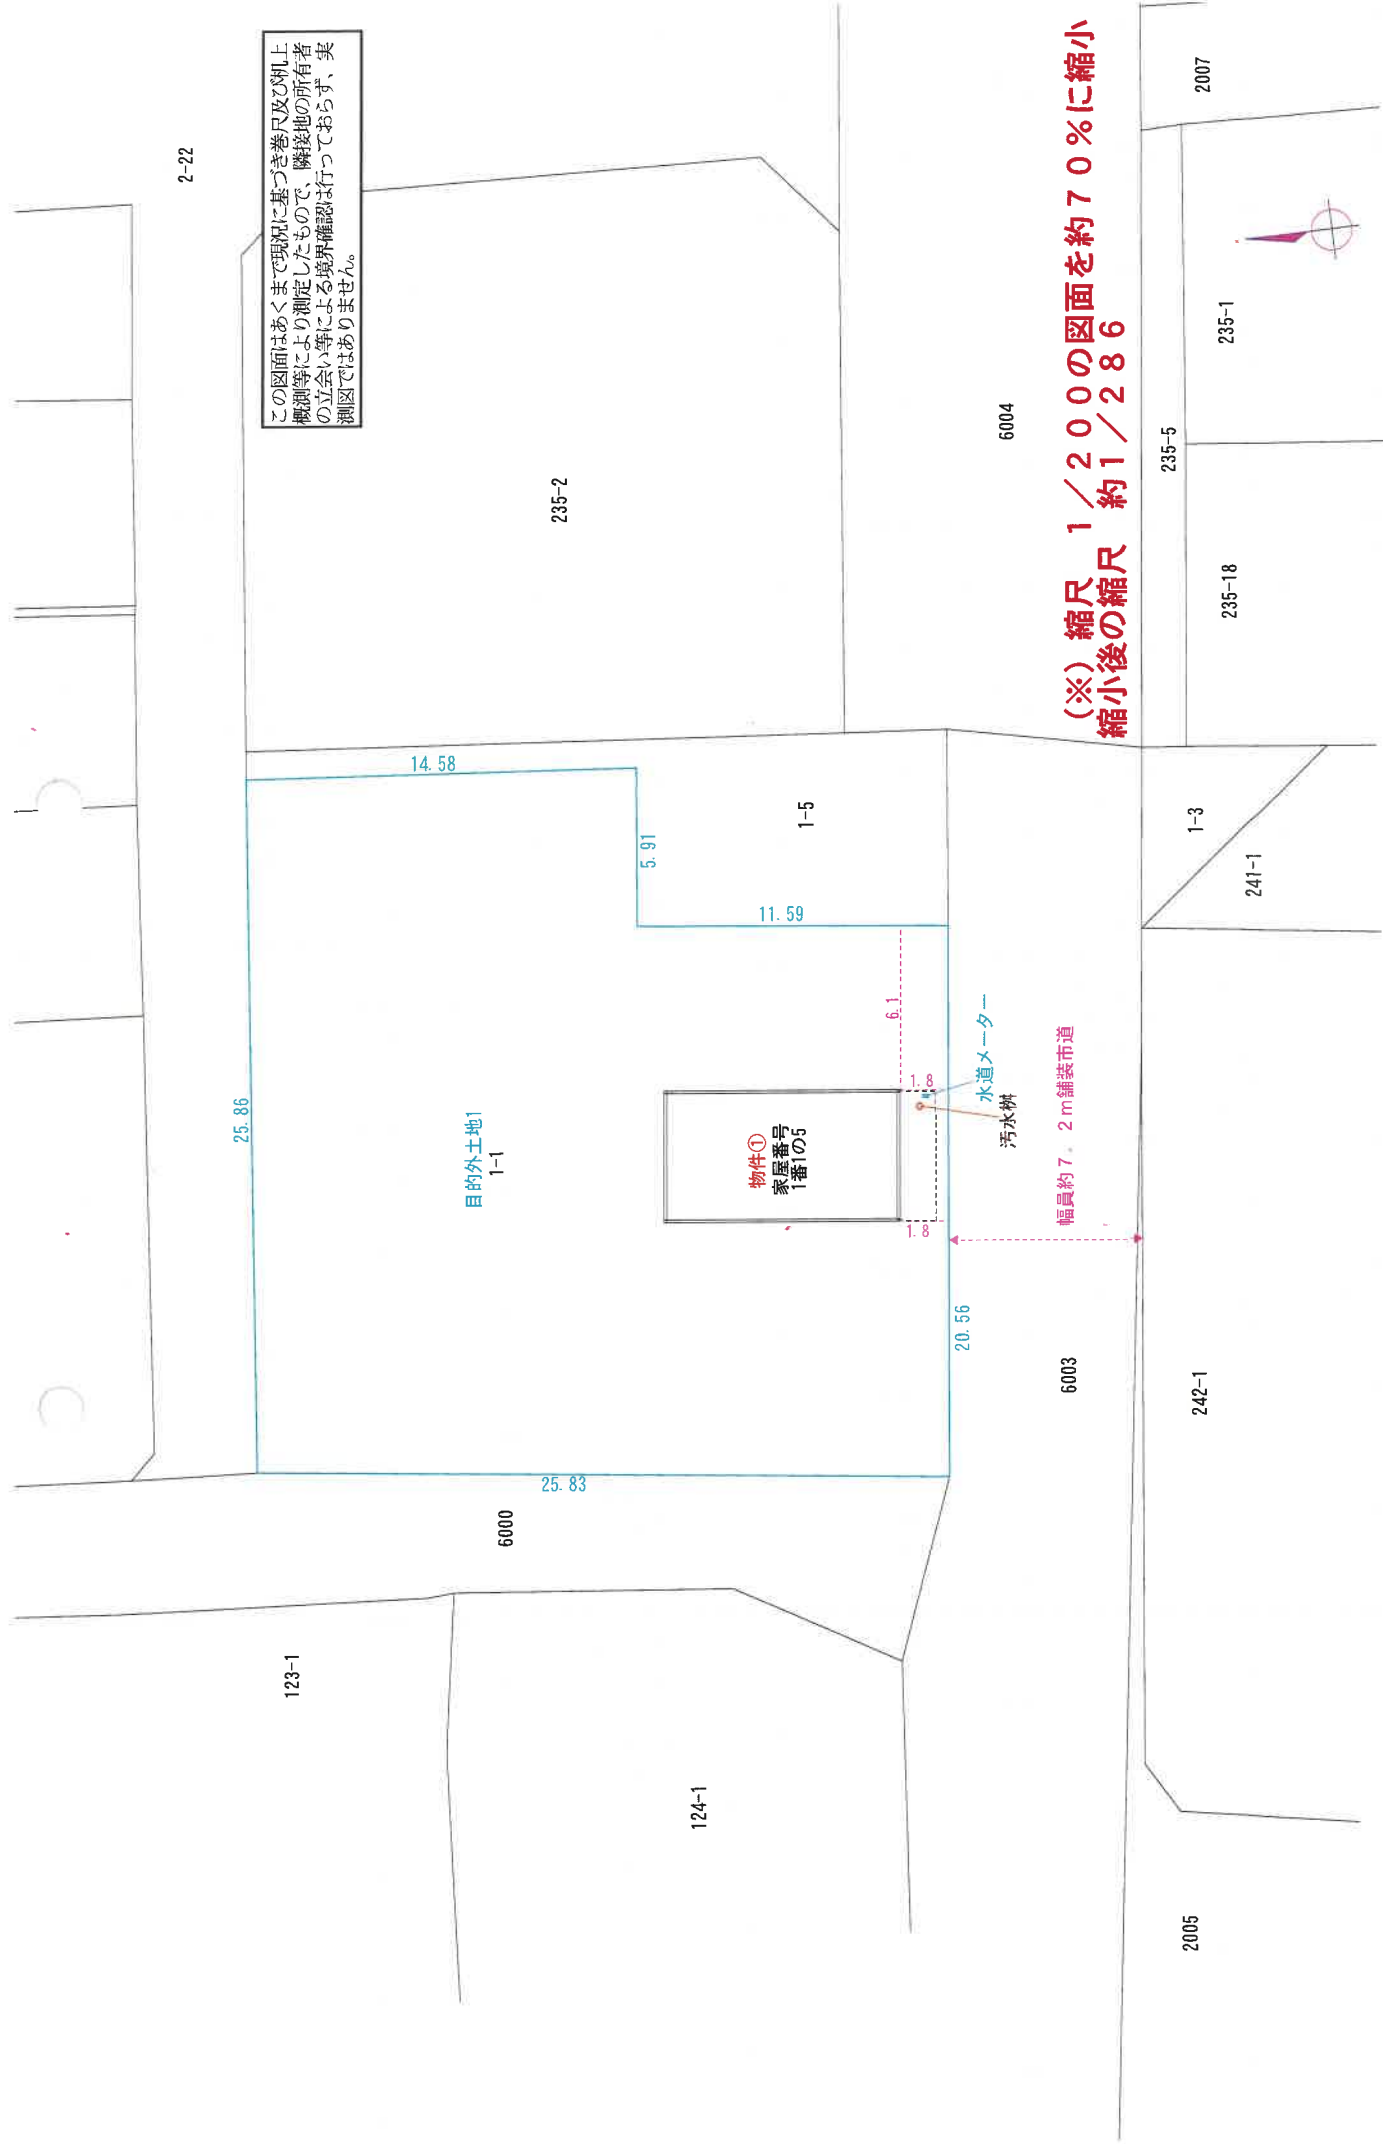 2-22
この図面はあくまで現況に基づき巻尺及び机上
概測等により測定したもので、隣接地の所有者
の立会い等による境界確認は行っておらず、実
測図ではありません。
123-1
6000
25.86
14.58
235-2
目的外土地1
1-1
25.83
5.91
124-1
物件①
家屋番号
1番1の5
11.59
1-5
1.8
6.1
1.8
20.56
水道メーター
汚水桝
6004
6003
幅員約7．2m舗装市道
(※) 縮尺 1／200の図面を約70％に縮小
縮小後の縮尺 約1／286
235-5
2005
242-1
1-3
241-1
235-18
235-1
2007